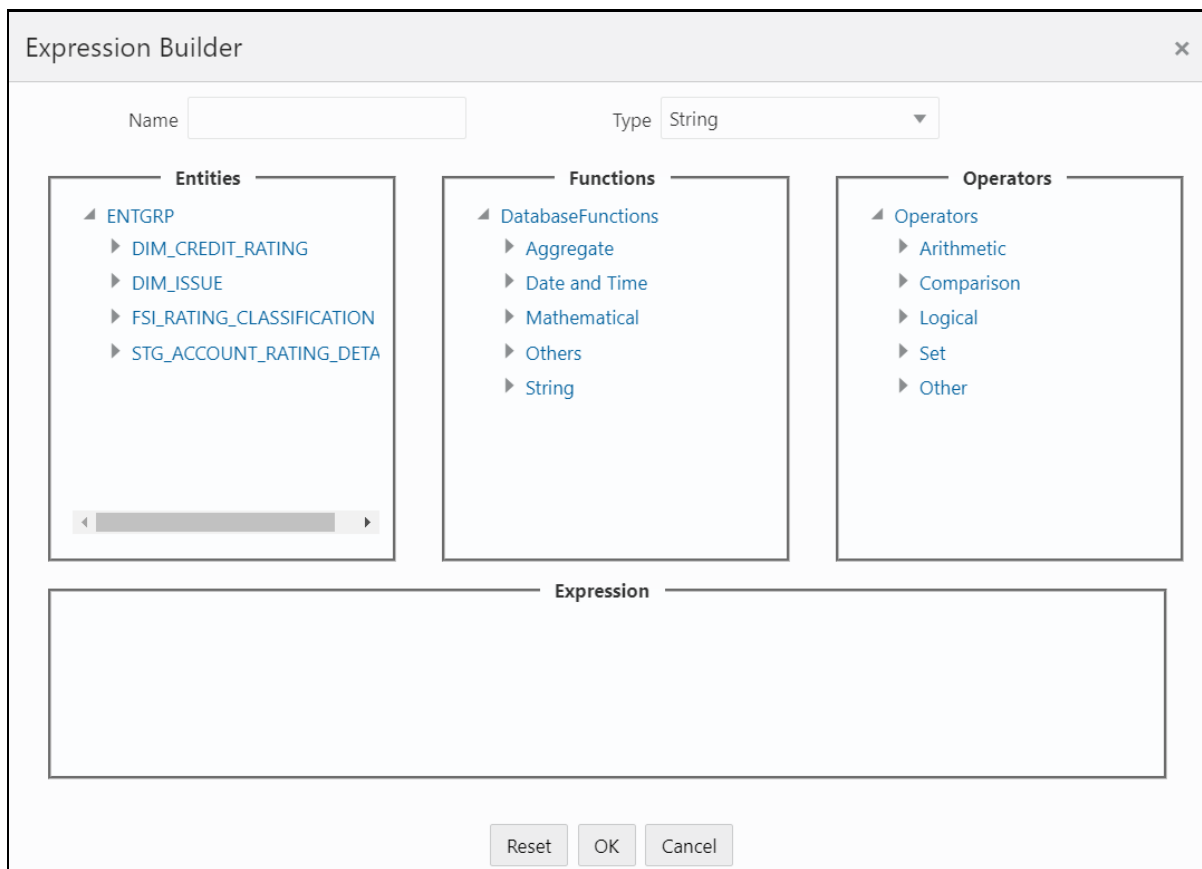 Expression Builder
×
Name
Type String
Entities
ENTGRP
DIM_CREDIT_RATING
DIM_ISSUE
FSI_RATING_CLASSIFICATION
STG_ACCOUNT_RATING_DETA
Functions
DatabaseFunctions
Aggregate
Date and Time
Mathematical
Others
String
Operators
Operators
Arithmetic
Comparison
Logical
Set
Other
Expression
Reset OK Cancel